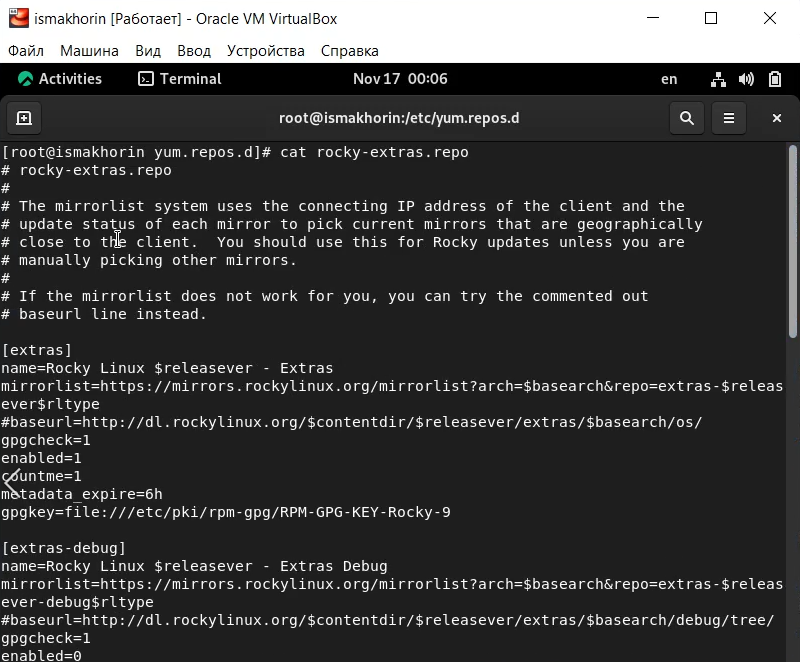 ismakhorin [Работает] - Oracle VM VirtualBox
Файл Машина Вид Ввод Устройства Справка
Activities Terminal Nov 17 00:06 en
root@ismakhorin:/etc/yum.repos.d
[root@ismakhorin yum.repos.d]# cat rocky-extras.repo
# rocky-extras.repo
#
# The mirrorlist system uses the connecting IP address of the client and the
# update status of each mirror to pick current mirrors that are geographically
# close to the client.  You should use this for Rocky updates unless you are
# manually picking other mirrors.
#
# If the mirrorlist does not work for you, you can try the commented out
# baseurl line instead.
[extras]
name=Rocky Linux $releasever - Extras
mirrorlist=https://mirrors.rockylinux.org/mirrorlist?arch=$basearch&repo=extras-$releas
ever$rltype
#baseurl=http://dl.rockylinux.org/$contentdir/$releasever/extras/$basearch/os/
gpgcheck=1
enabled=1
countme=1
metadata_expire=6h
gpgkey=file:///etc/pki/rpm-gpg/RPM-GPG-KEY-Rocky-9
[extras-debug]
name=Rocky Linux $releasever - Extras Debug
mirrorlist=https://mirrors.rockylinux.org/mirrorlist?arch=$basearch&repo=extras-$releas
ever-debug$rltype
#baseurl=http://dl.rockylinux.org/$contentdir/$releasever/extras/$basearch/debug/tree/
gpgcheck=1
enabled=0